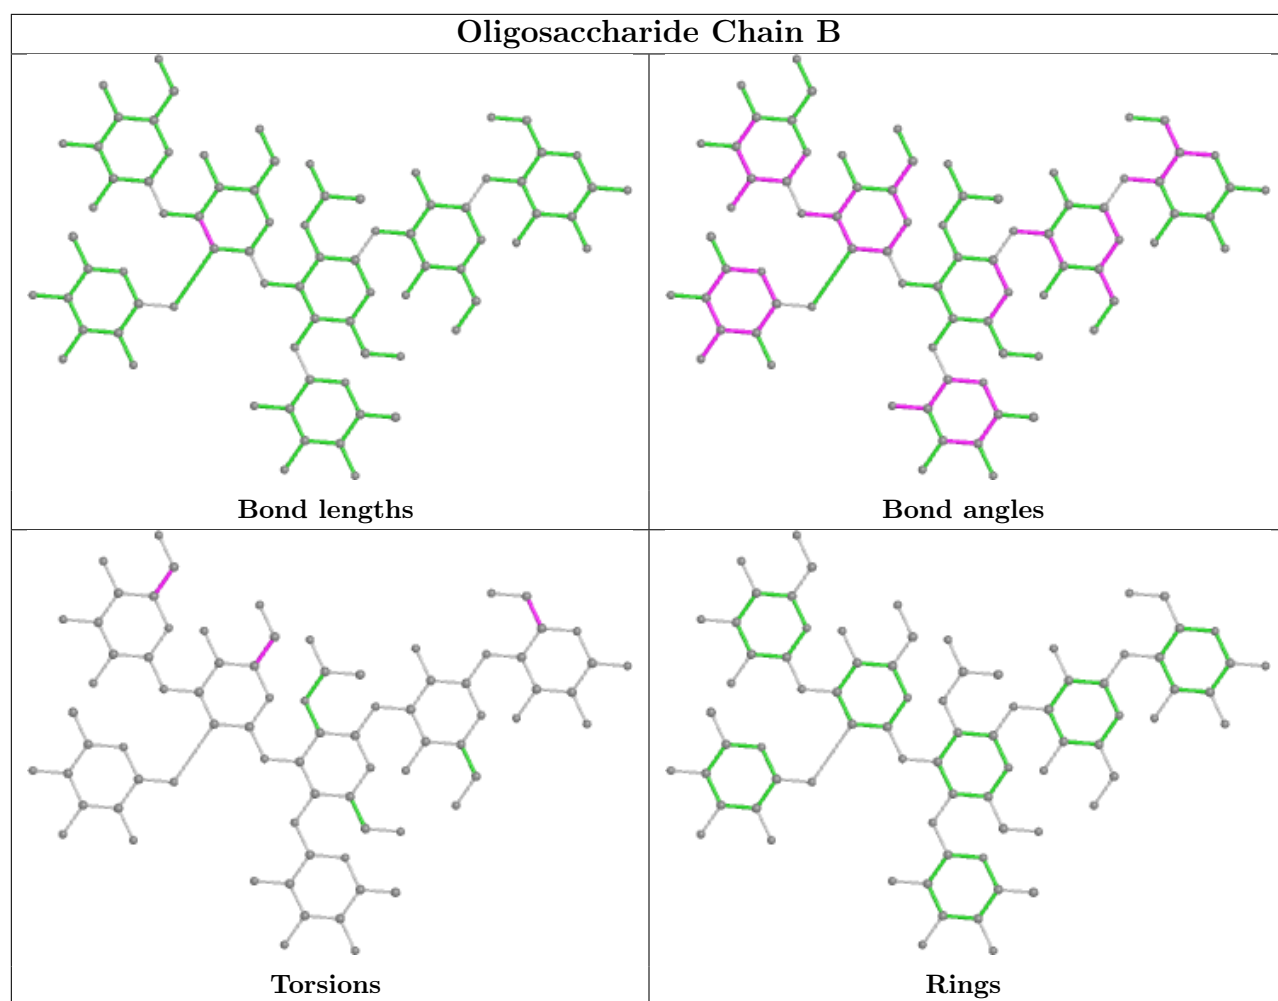 Oligosaccharide Chain B
Bond lengths
Bond angles
Torsions
Rings